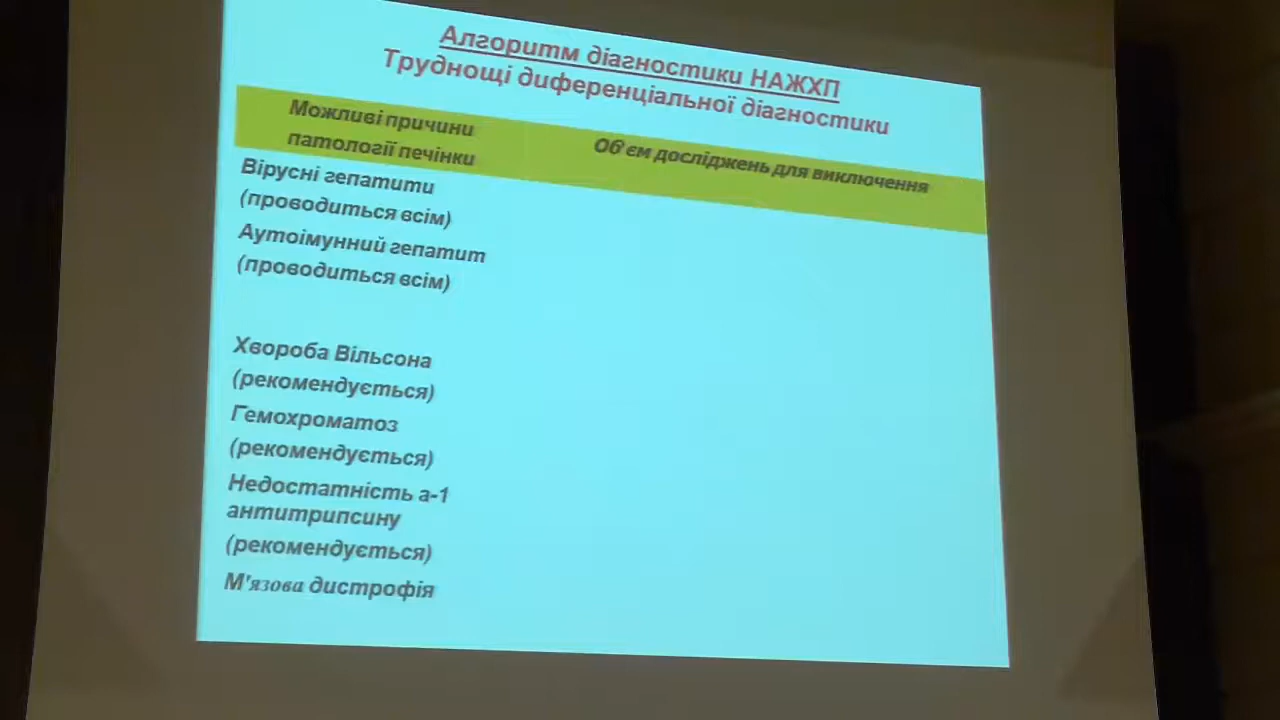 Алгоритм діагностики НАЖХП
Труднощі диференціальної діагностики
Можливі причини
патології печінки
Об'єм досліджень для виключення
Вірусні гепатити
(проводиться всім)
Аутоімунний гепатит
(проводиться всім)
Хвороба Вільсона
(рекомендується)
Гемохроматоз
(рекомендується)
Недостатність а-1
антитрипсину
(рекомендується)
М'язова дистрофія